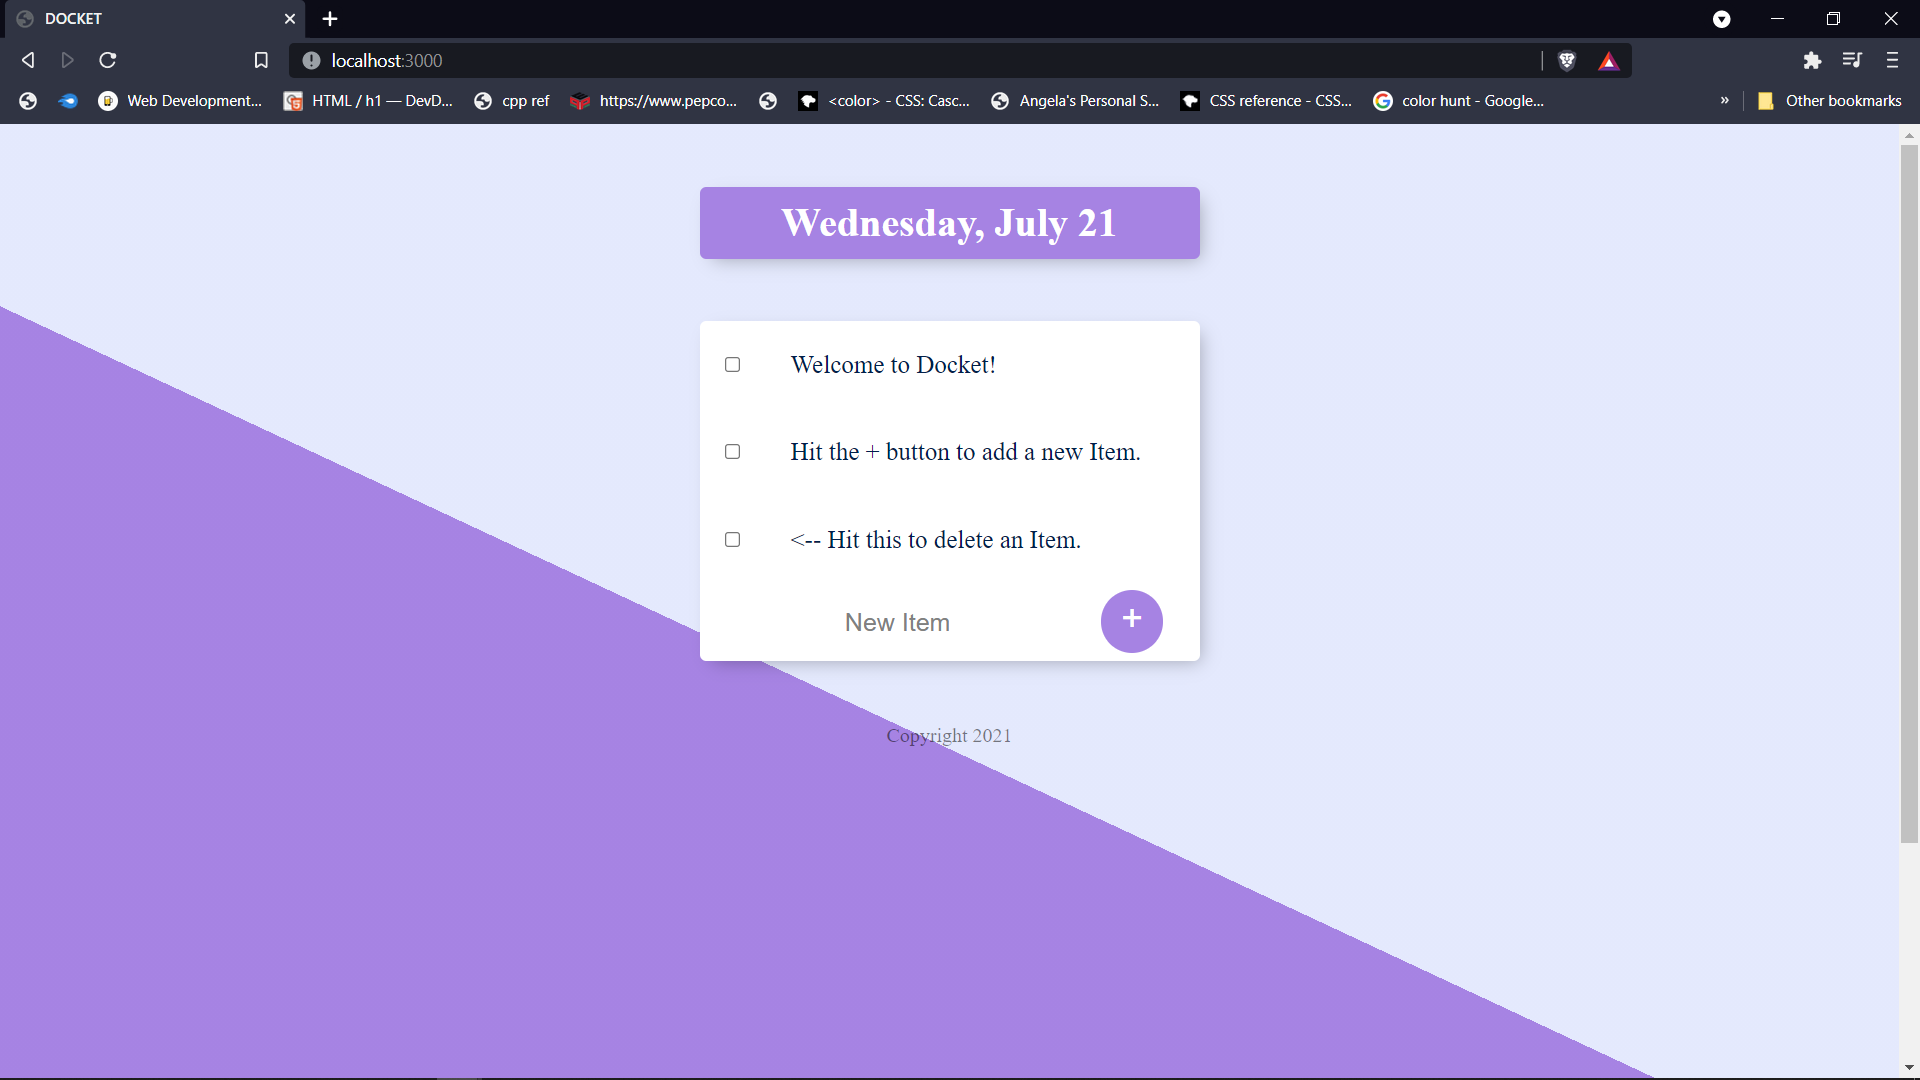 DOCKET
localhost:3000
Web Development... HTML / h1 — DevD... cpp ref https://www.pepco... <color> - CSS: Casc... Angela's Personal S... CSS reference - CSS... color hunt - Google... » Other bookmarks
Wednesday, July 21
Welcome to Docket!
Hit the + button to add a new Item.
<-- Hit this to delete an Item.
New Item +
Copyright 2021